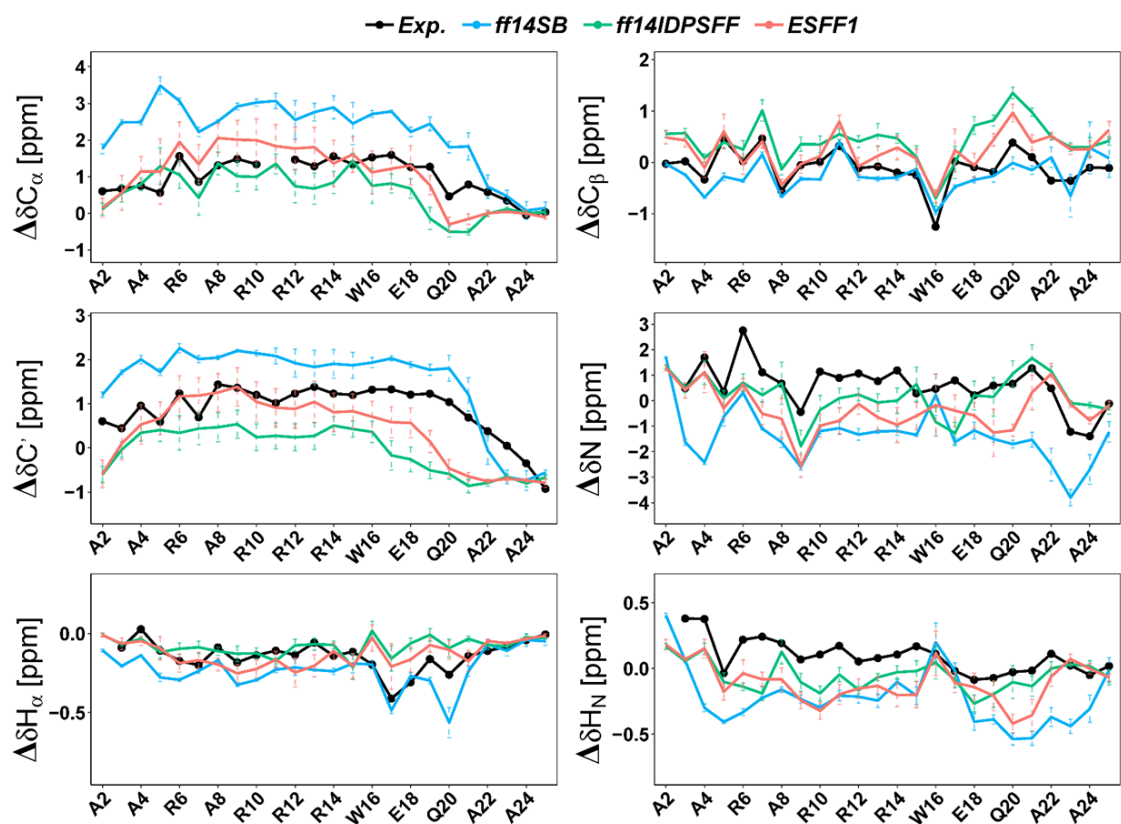 Exp. ff14SB ff14IDPSFF ESFF1
ΔδCα [ppm]
4
3
2
1
0
−1
A2 A4 R6 A8 R10 R12 R14 W16 E18 Q20 A22 A24
ΔδCβ [ppm]
2
1
0
−1
A2 A4 R6 A8 R10 R12 R14 W16 E18 Q20 A22 A24
ΔδC' [ppm]
3
2
1
0
−1
A2 A4 R6 A8 R10 R12 R14 W16 E18 Q20 A22 A24
ΔδN [ppm]
3
2
1
0
−1
−2
−3
−4
A2 A4 R6 A8 R10 R12 R14 W16 E18 Q20 A22 A24
ΔδHα [ppm]
0.0
−0.5
A2 A4 R6 A8 R10 R12 R14 W16 E18 Q20 A22 A24
ΔδHN [ppm]
0.5
0.0
−0.5
A2 A4 R6 A8 R10 R12 R14 W16 E18 Q20 A22 A24